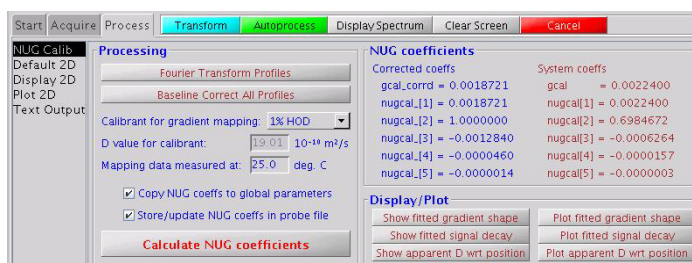 Start Acquire Process Transform Autoprocess Display Spectrum Clear Screen Cancel
NUG Calib
Default 2D
Display 2D
Plot 2D
Text Output
Processing
Fourier Transform Profiles
Baseline Correct All Profiles
Calibrant for gradient mapping: 1% HOD
D value for calibrant: 19.01 10⁻¹⁰ m²/s
Mapping data measured at: 25.0 deg. C
Copy NUG coeffs to global parameters
Store/update NUG coeffs in probe file
Calculate NUG coefficients
NUG coefficients
Corrected coeffs System coeffs
gcal_corrd = 0.0018721 gcal = 0.0022400
nugcal_[1] = 0.0018721 nugcal[1] = 0.0022400
nugcal_[2] = 1.0000000 nugcal[2] = 0.6984672
nugcal_[3] = -0.0012840 nugcal[3] = -0.0006264
nugcal_[4] = -0.0000460 nugcal[4] = -0.0000157
nugcal_[5] = -0.0000014 nugcal[5] = -0.0000003
Display/Plot
Show fitted gradient shape Plot fitted gradient shape
Show fitted signal decay Plot fitted signal decay
Show apparent D wrt position Plot apparent D wrt position